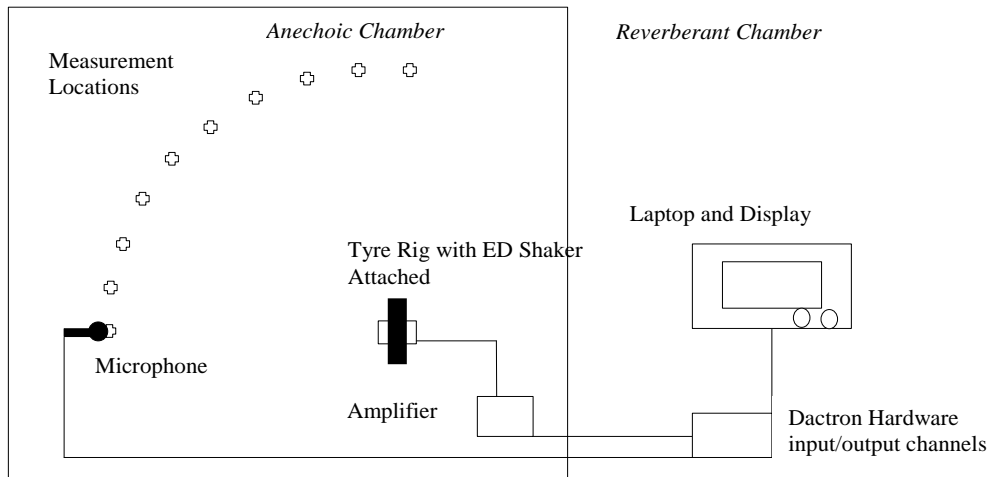 Anechoic Chamber
Reverberant Chamber
Measurement
Locations
Laptop and Display
Tyre Rig with ED Shaker
Attached
Microphone
Amplifier
Dactron Hardware
input/output channels